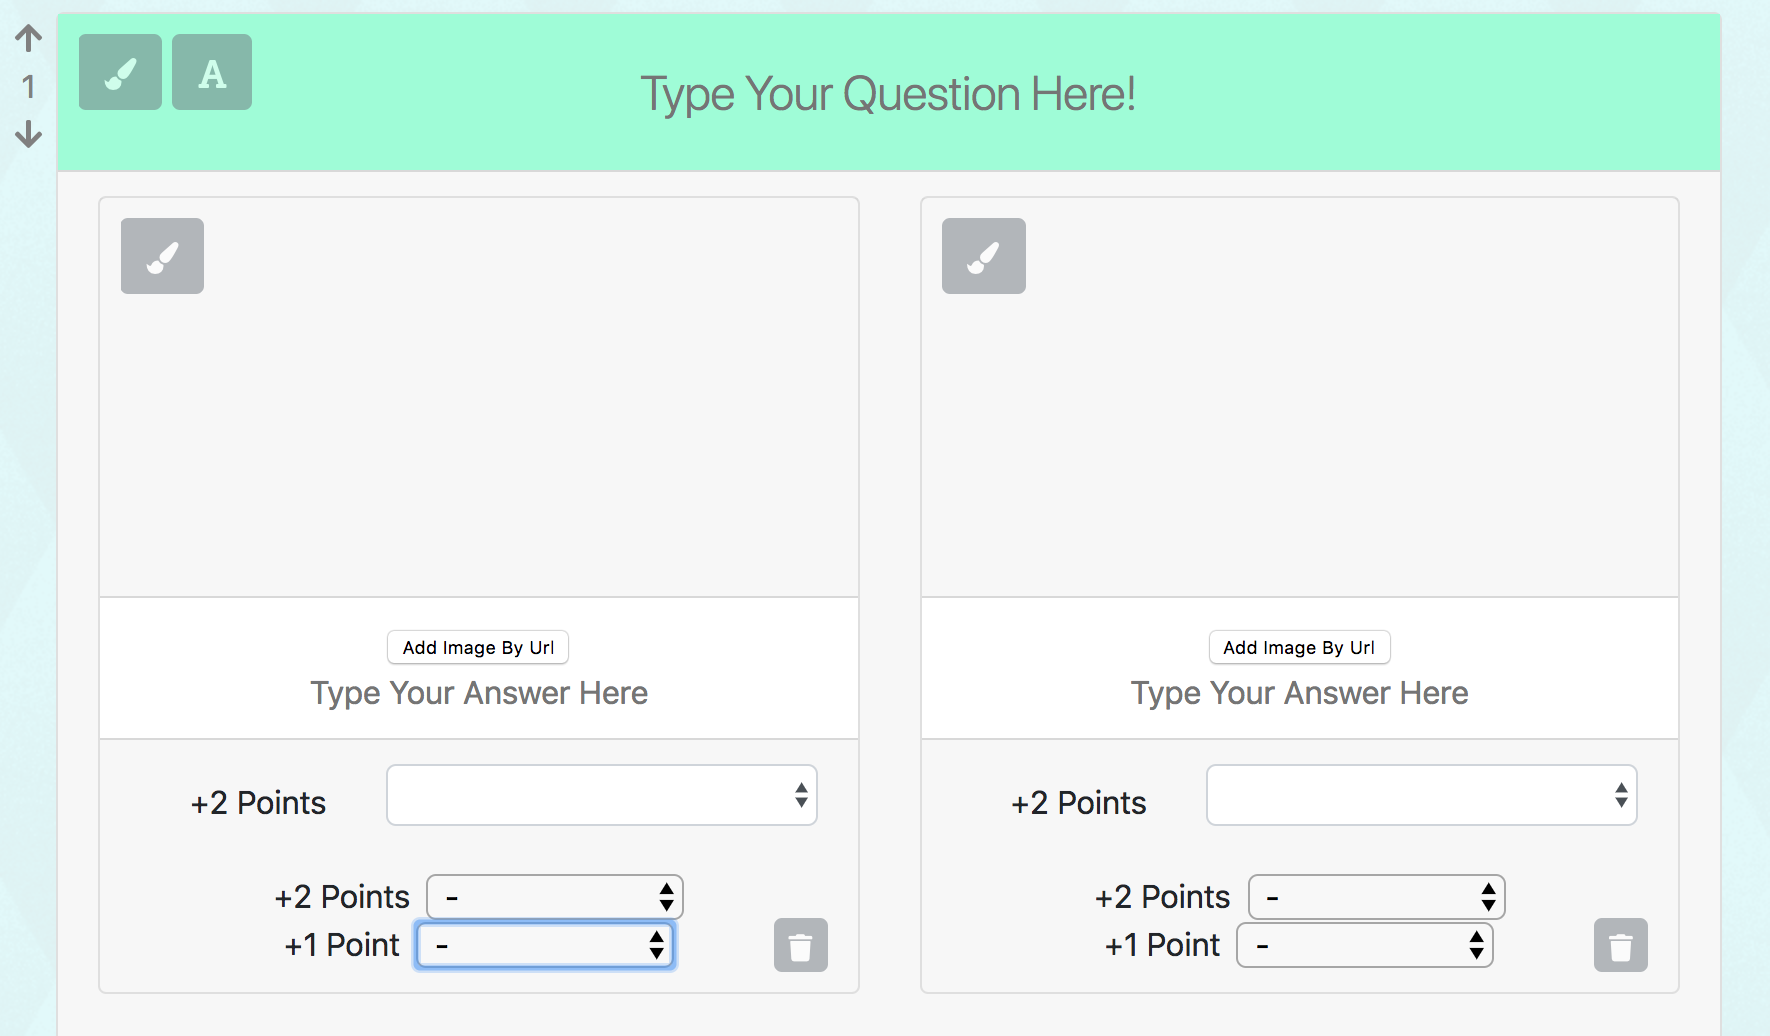 1
A
Type Your Question Here!
Add Image By Url
Type Your Answer Here
+2 Points
+2 Points -
+1 Point -
Add Image By Url
Type Your Answer Here
+2 Points
+2 Points -
+1 Point -